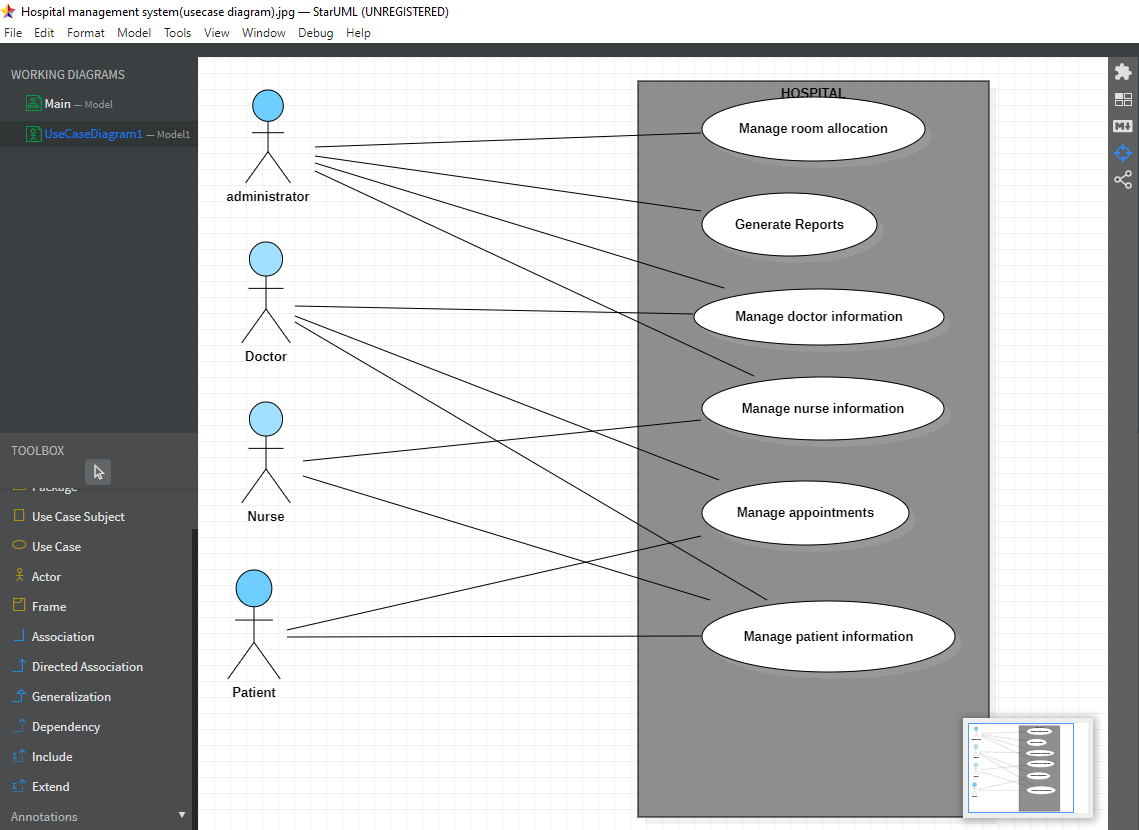 Hospital management system(usecase diagram).jpg — StarUML (UNREGISTERED)
File Edit Format Model Tools View Window Debug Help
WORKING DIAGRAMS
Main — Model
UseCaseDiagram1 — Model1
TOOLBOX
Package
Use Case Subject
Use Case
Actor
Frame
Association
Directed Association
Generalization
Dependency
Include
Extend
Annotations
administrator
Doctor
Nurse
Patient
HOSPITAL
Manage room allocation
Generate Reports
Manage doctor information
Manage nurse information
Manage appointments
Manage patient information
M